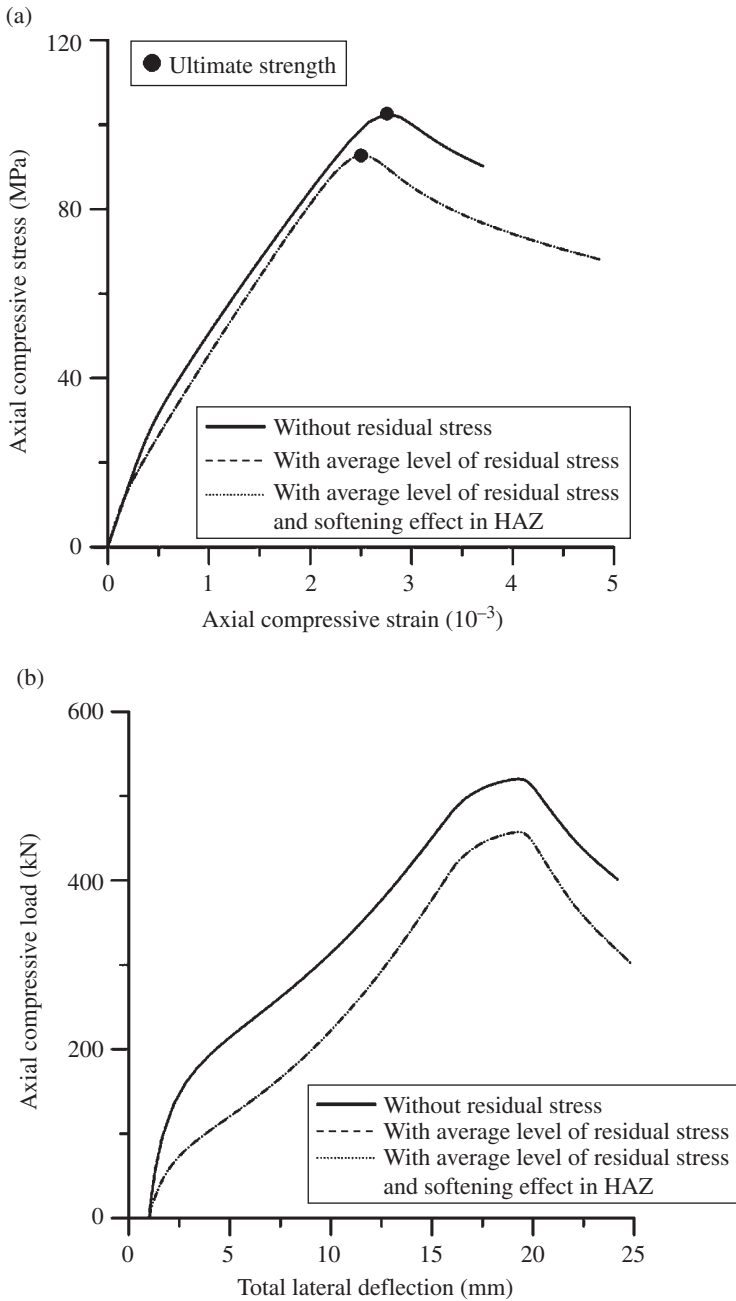 (a)
120
Ultimate strength
80
Axial compressive stress (MPa)
40
Without residual stress
With average level of residual stress
With average level of residual stress
and softening effect in HAZ
0
0 1 2 3 4 5
Axial compressive strain (10⁻³)
(b)
600
400
Axial compressive load (kN)
200
Without residual stress
With average level of residual stress
With average level of residual stress
and softening effect in HAZ
0
0 5 10 15 20 25
Total lateral deflection (mm)